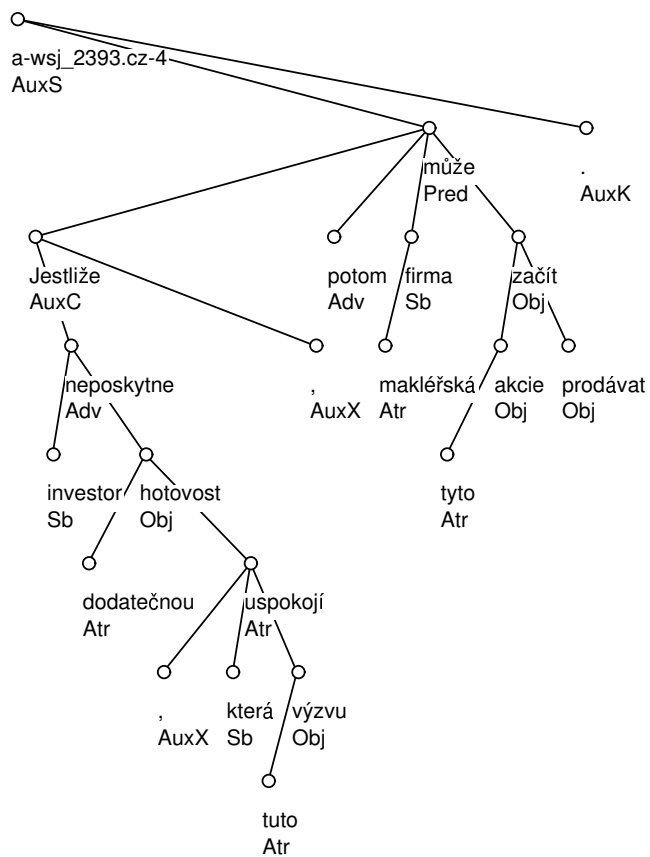 a-wsj_2393.cz-4
AuxS
může
Pred
.
AuxK
Jestliže
AuxC
potom
Adv
firma
Sb
začít
Obj
neposkytne
Adv
,
AuxX
makléřská
Atr
akcie
Obj
prodávat
Obj
investor
Sb
hotovost
Obj
tyto
Atr
dodatečnou
Atr
uspokojí
Atr
,
AuxX
která
Sb
výzvu
Obj
tuto
Atr